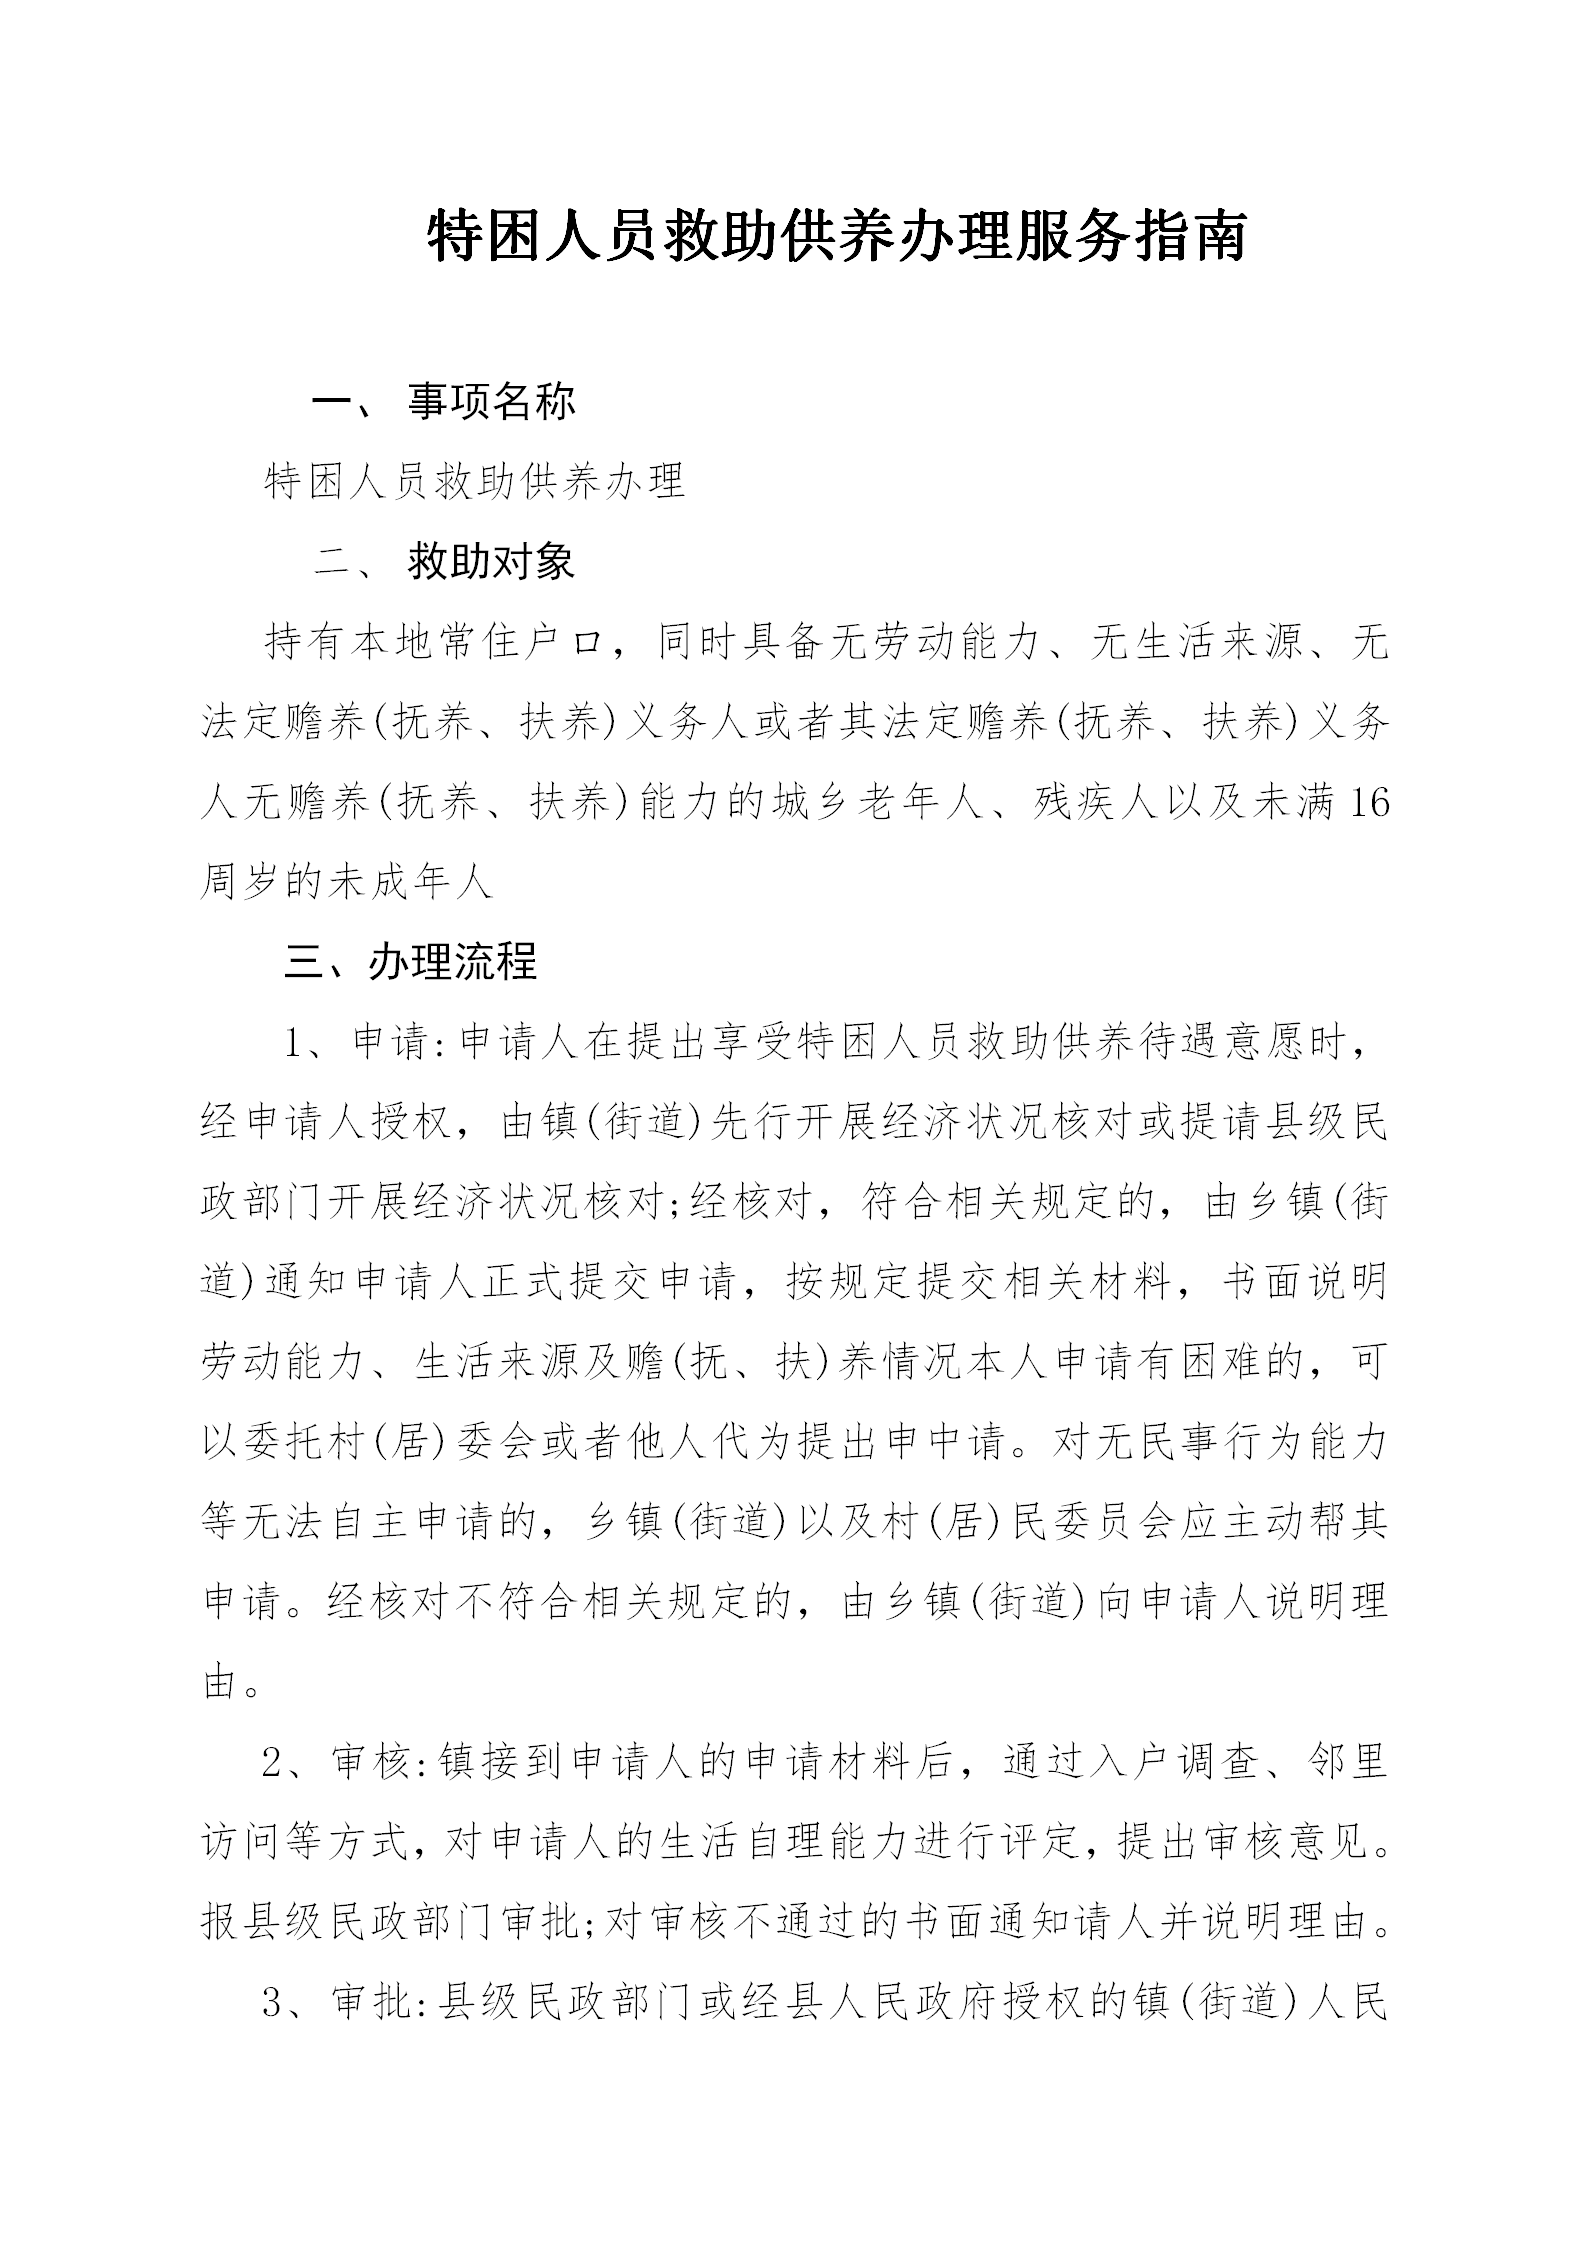 特困人员救助供养办理服务指南
一、 事项名称
特困人员救助供养办理
二、 救助对象
持有本地常住户口，同时具备无劳动能力、无生活来源、无
法定赡养(抚养、扶养)义务人或者其法定赡养(抚养、扶养)义务
人无赡养(抚养、扶养)能力的城乡老年人、残疾人以及未满16
周岁的未成年人
三、办理流程
1、申请:申请人在提出享受特困人员救助供养待遇意愿时，
经申请人授权，由镇(街道)先行开展经济状况核对或提请县级民
政部门开展经济状况核对;经核对，符合相关规定的，由乡镇(街
道)通知申请人正式提交申请，按规定提交相关材料，书面说明
劳动能力、生活来源及赡(抚、扶)养情况本人申请有困难的，可
以委托村(居)委会或者他人代为提出申中请。对无民事行为能力
等无法自主申请的，乡镇(街道)以及村(居)民委员会应主动帮其
申请。经核对不符合相关规定的，由乡镇(街道)向申请人说明理
由。
2、审核:镇接到申请人的申请材料后，通过入户调查、邻里
访问等方式，对申请人的生活自理能力进行评定，提出审核意见。
报县级民政部门审批;对审核不通过的书面通知请人并说明理由。
3、审批:县级民政部门或经县人民政府授权的镇(街道)人民